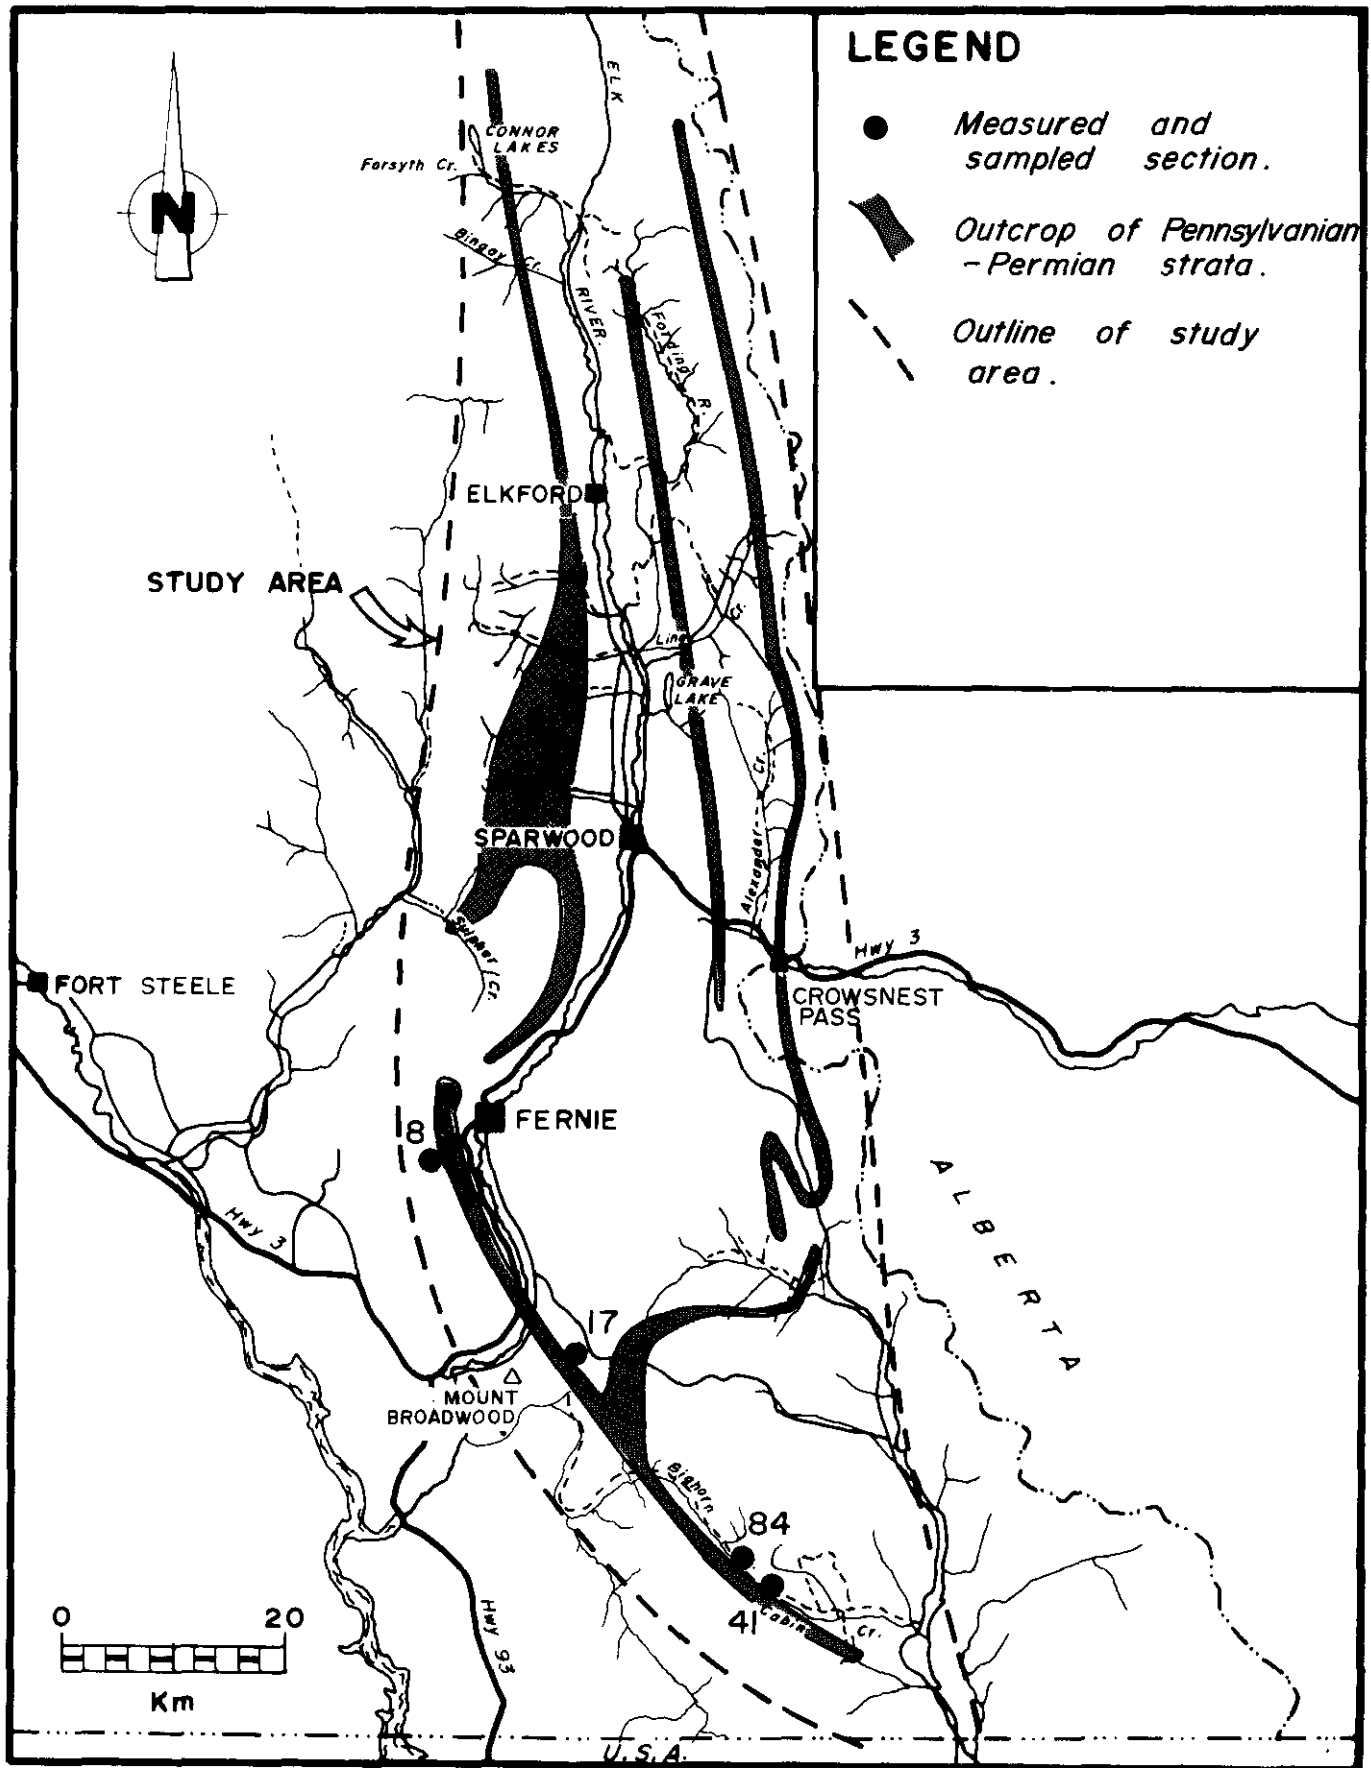 LEGEND
Measured and
sampled section.
Outcrop of Pennsylvanian
-Permian strata.
Outline of study
area.
N
ELK
CONNOR
LAKES
Forsyth Cr.
Bingay Cr.
RIVER
Fording R.
ELKFORD
STUDY AREA
Line Cr.
GRAVE
LAKE
Alexander Cr.
SPARWOOD
Sulphur Cr.
Hwy 3
FORT STEELE
CROWSNEST
PASS
FERNIE
8
ALBERTA
Hwy 3
17
MOUNT
BROADWOOD
Bighorn
84
41
Cabin Cr.
0 20
Km
Hwy 93
U.S.A.